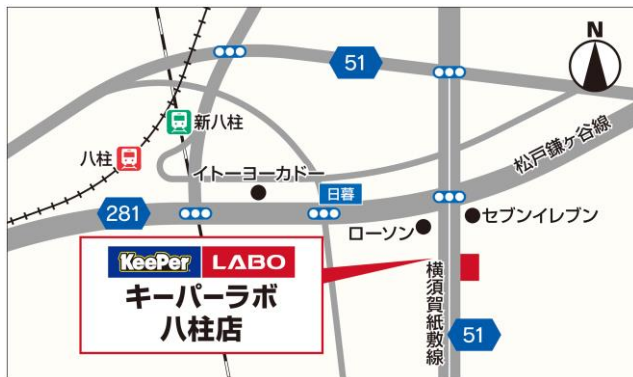 N
51
新八柱
八柱
イトーヨーカドー
日暮
松戸鎌ヶ谷線
281
ローソン
セブンイレブン
KeePer LABO
キーパーラボ
八柱店
横須賀紙敷線
51